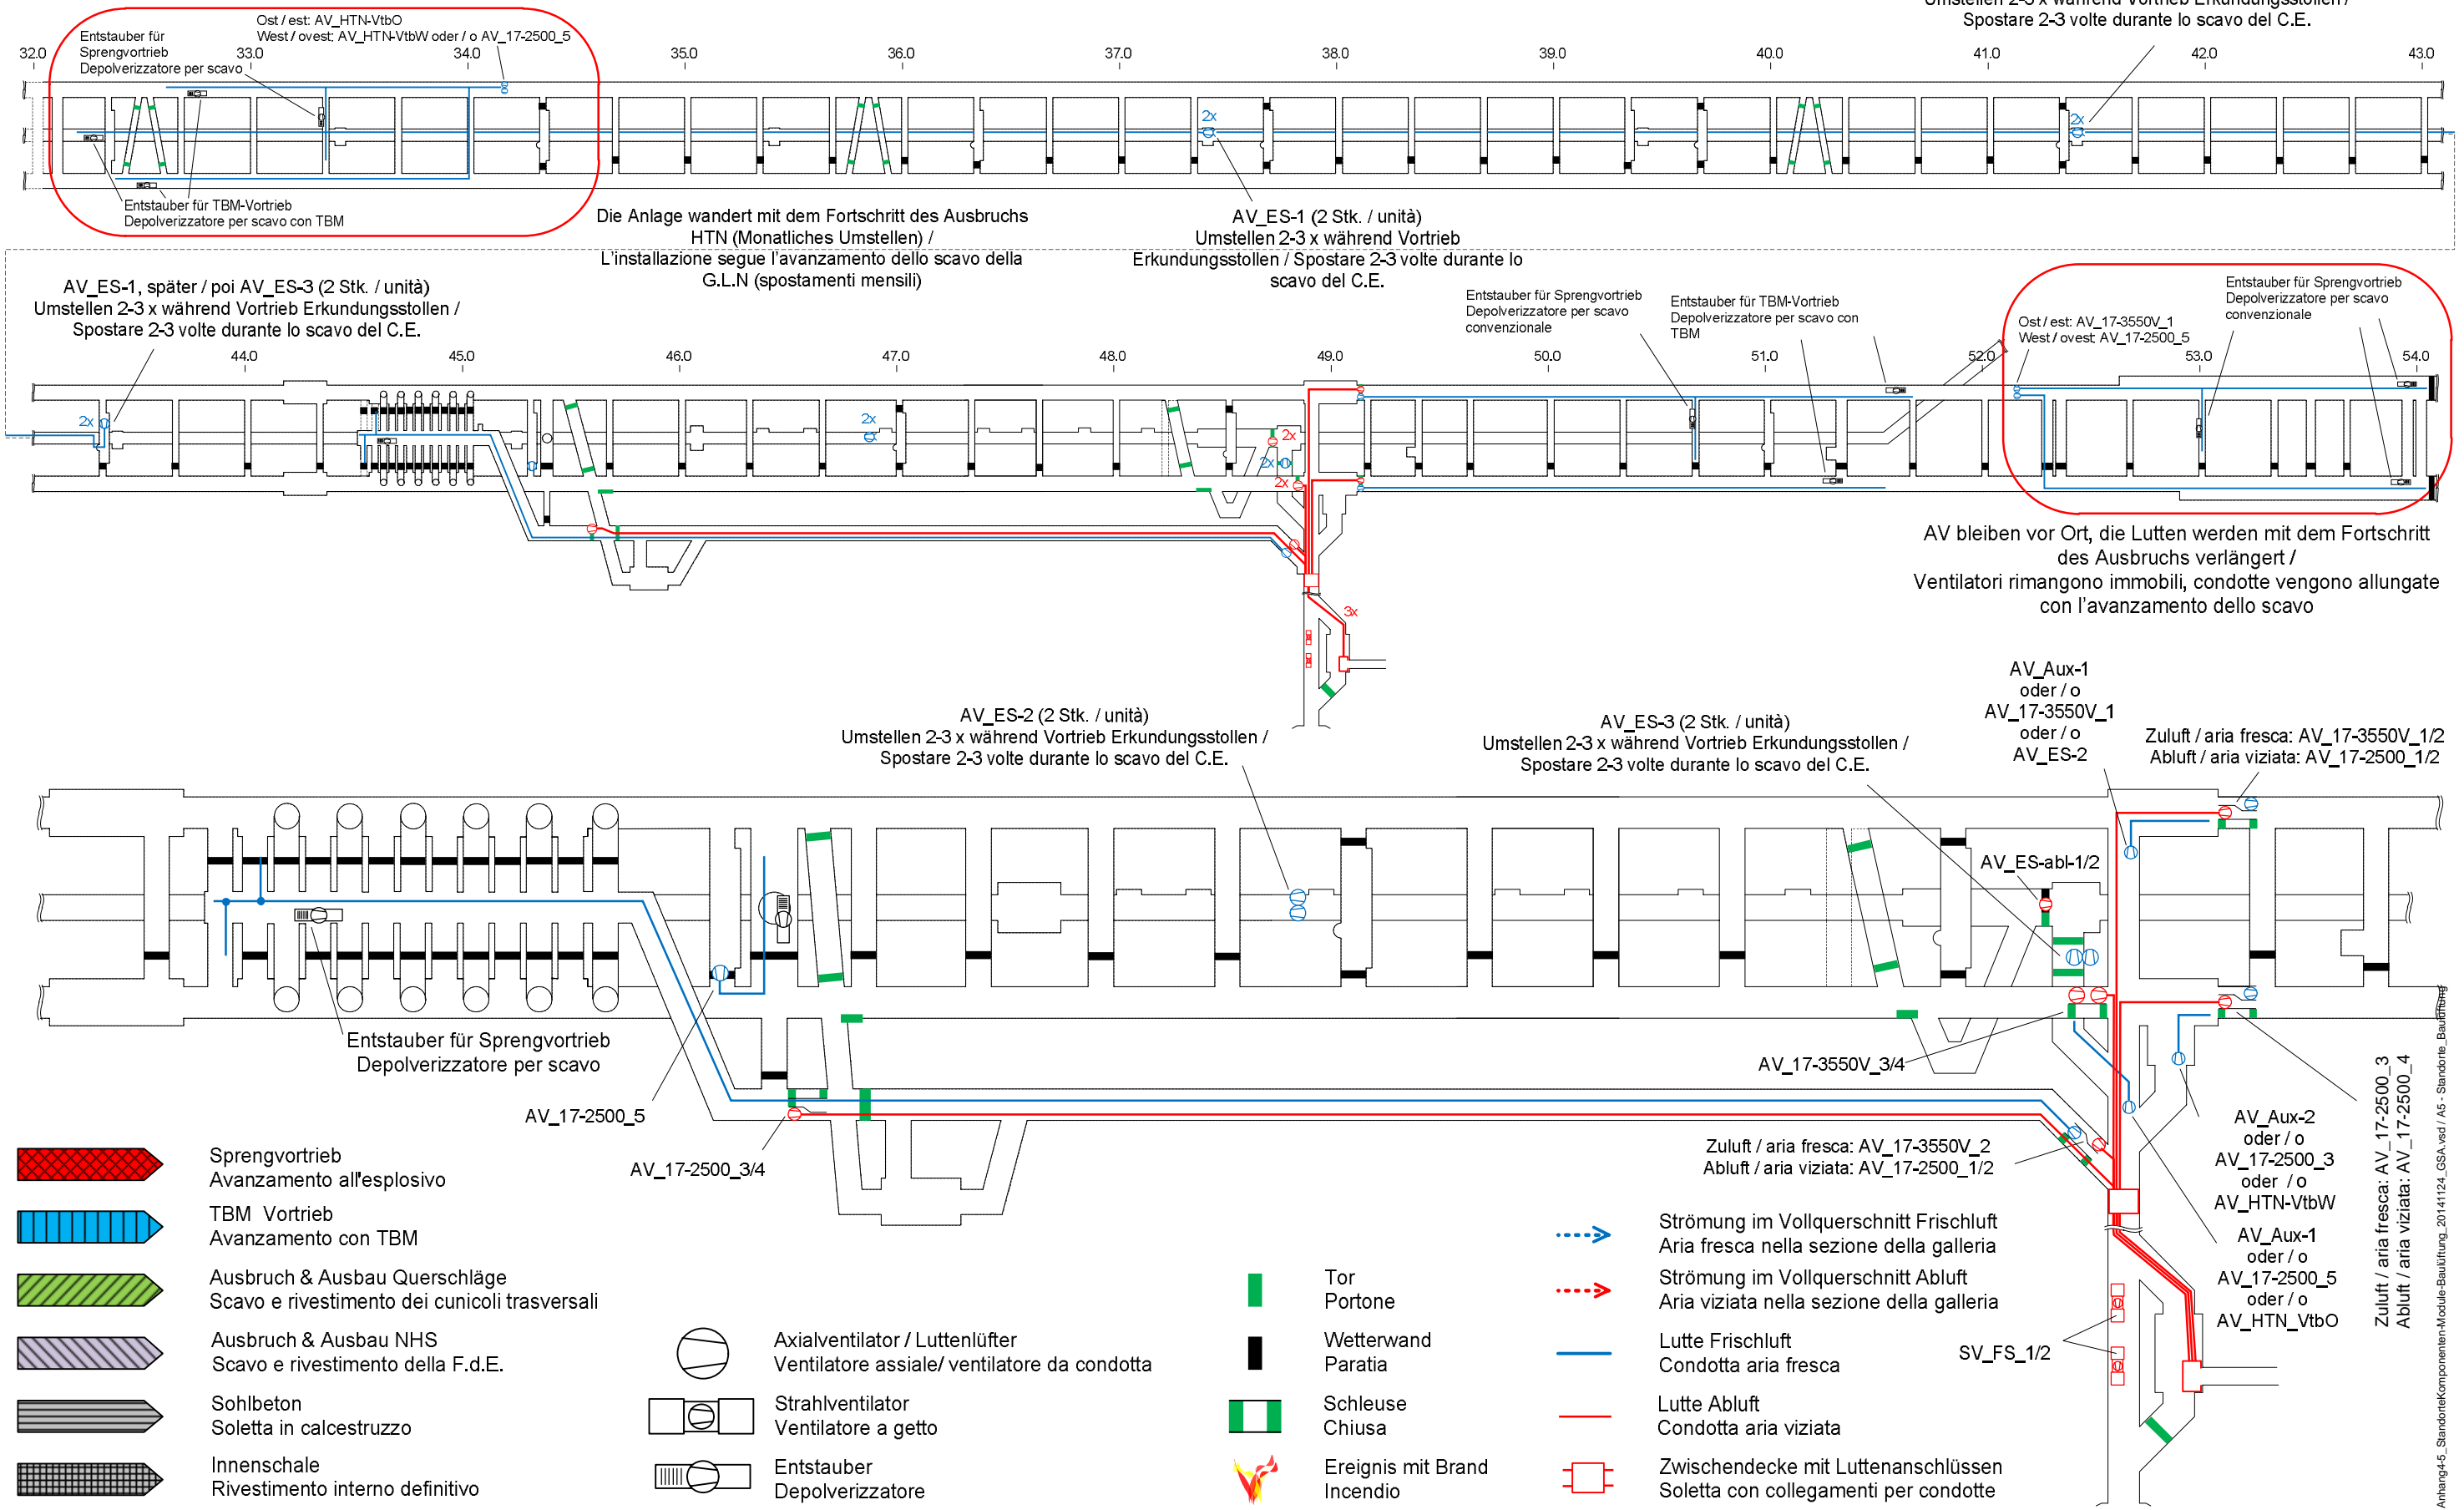 Umstellen 2-3 x während Vortrieb Erkundungsstollen /
Spostare 2-3 volte durante lo scavo del C.E.
Ost / est: AV_HTN-VtbO
West / ovest: AV_HTN-VtbW oder / o AV_17-2500_5
Entstauber für
Sprengvortrieb
Depolverizzatore per scavo
32.0
33.0
34.0
35.0
36.0
37.0
38.0
39.0
40.0
41.0
42.0
43.0
2x
2x
Entstauber für TBM-Vortrieb
Depolverizzatore per scavo con TBM
Die Anlage wandert mit dem Fortschritt des Ausbruchs
HTN (Monatliches Umstellen) /
L'installazione segue l'avanzamento dello scavo della
G.L.N (spostamenti mensili)
AV_ES-1 (2 Stk. / unità)
Umstellen 2-3 x während Vortrieb
Erkundungsstollen / Spostare 2-3 volte durante lo
scavo del C.E.
AV_ES-1, später / poi AV_ES-3 (2 Stk. / unità)
Umstellen 2-3 x während Vortrieb Erkundungsstollen /
Spostare 2-3 volte durante lo scavo del C.E.
Entstauber für Sprengvortrieb
Depolverizzatore per scavo
convenzionale
Entstauber für TBM-Vortrieb
Depolverizzatore per scavo con
TBM
Ost / est: AV_17-3550V_1
West / ovest: AV_17-2500_5
Entstauber für Sprengvortrieb
Depolverizzatore per scavo
convenzionale
44.0
45.0
46.0
47.0
48.0
49.0
50.0
51.0
52.0
53.0
54.0
2x
2x
2x
2x
2x
3x
AV bleiben vor Ort, die Lutten werden mit dem Fortschritt
des Ausbruchs verlängert /
Ventilatori rimangono immobili, condotte vengono allungate
con l'avanzamento dello scavo
AV_ES-2 (2 Stk. / unità)
Umstellen 2-3 x während Vortrieb Erkundungsstollen /
Spostare 2-3 volte durante lo scavo del C.E.
AV_ES-3 (2 Stk. / unità)
Umstellen 2-3 x während Vortrieb Erkundungsstollen /
Spostare 2-3 volte durante lo scavo del C.E.
AV_Aux-1
oder / o
AV_17-3550V_1
oder / o
AV_ES-2
Zuluft / aria fresca: AV_17-3550V_1/2
Abluft / aria viziata: AV_17-2500_1/2
AV_ES-abl-1/2
Entstauber für Sprengvortrieb
Depolverizzatore per scavo
AV_17-2500_5
AV_17-2500_3/4
AV_17-3550V_3/4
Zuluft / aria fresca: AV_17-3550V_2
Abluft / aria viziata: AV_17-2500_1/2
AV_Aux-2
oder / o
AV_17-2500_3
oder / o
AV_HTN-VtbW
AV_Aux-1
oder / o
AV_17-2500_5
oder / o
AV_HTN_VtbO
Zuluft / aria fresca: AV_17-2500_3
Abluft / aria viziata: AV_17-2500_4
SV_FS_1/2
Sprengvortrieb
Avanzamento all'esplosivo
TBM Vortrieb
Avanzamento con TBM
Ausbruch & Ausbau Querschläge
Scavo e rivestimento dei cunicoli trasversali
Ausbruch & Ausbau NHS
Scavo e rivestimento della F.d.E.
Sohlbeton
Soletta in calcestruzzo
Innenschale
Rivestimento interno definitivo
Axialventilator / Luttenlüfter
Ventilatore assiale/ ventilatore da condotta
Strahlventilator
Ventilatore a getto
Entstauber
Depolverizzatore
Tor
Portone
Wetterwand
Paratia
Schleuse
Chiusa
Ereignis mit Brand
Incendio
Strömung im Vollquerschnitt Frischluft
Aria fresca nella sezione della galleria
Strömung im Vollquerschnitt Abluft
Aria viziata nella sezione della galleria
Lutte Frischluft
Condotta aria fresca
Lutte Abluft
Condotta aria viziata
Zwischendecke mit Luttenanschlüssen
Soletta con collegamenti per condotte
Anhang4-5_StandorteKomponenten-Module-Baulüftung_20141124_GSA.vsd / A5 - Standorte_Baulüftung